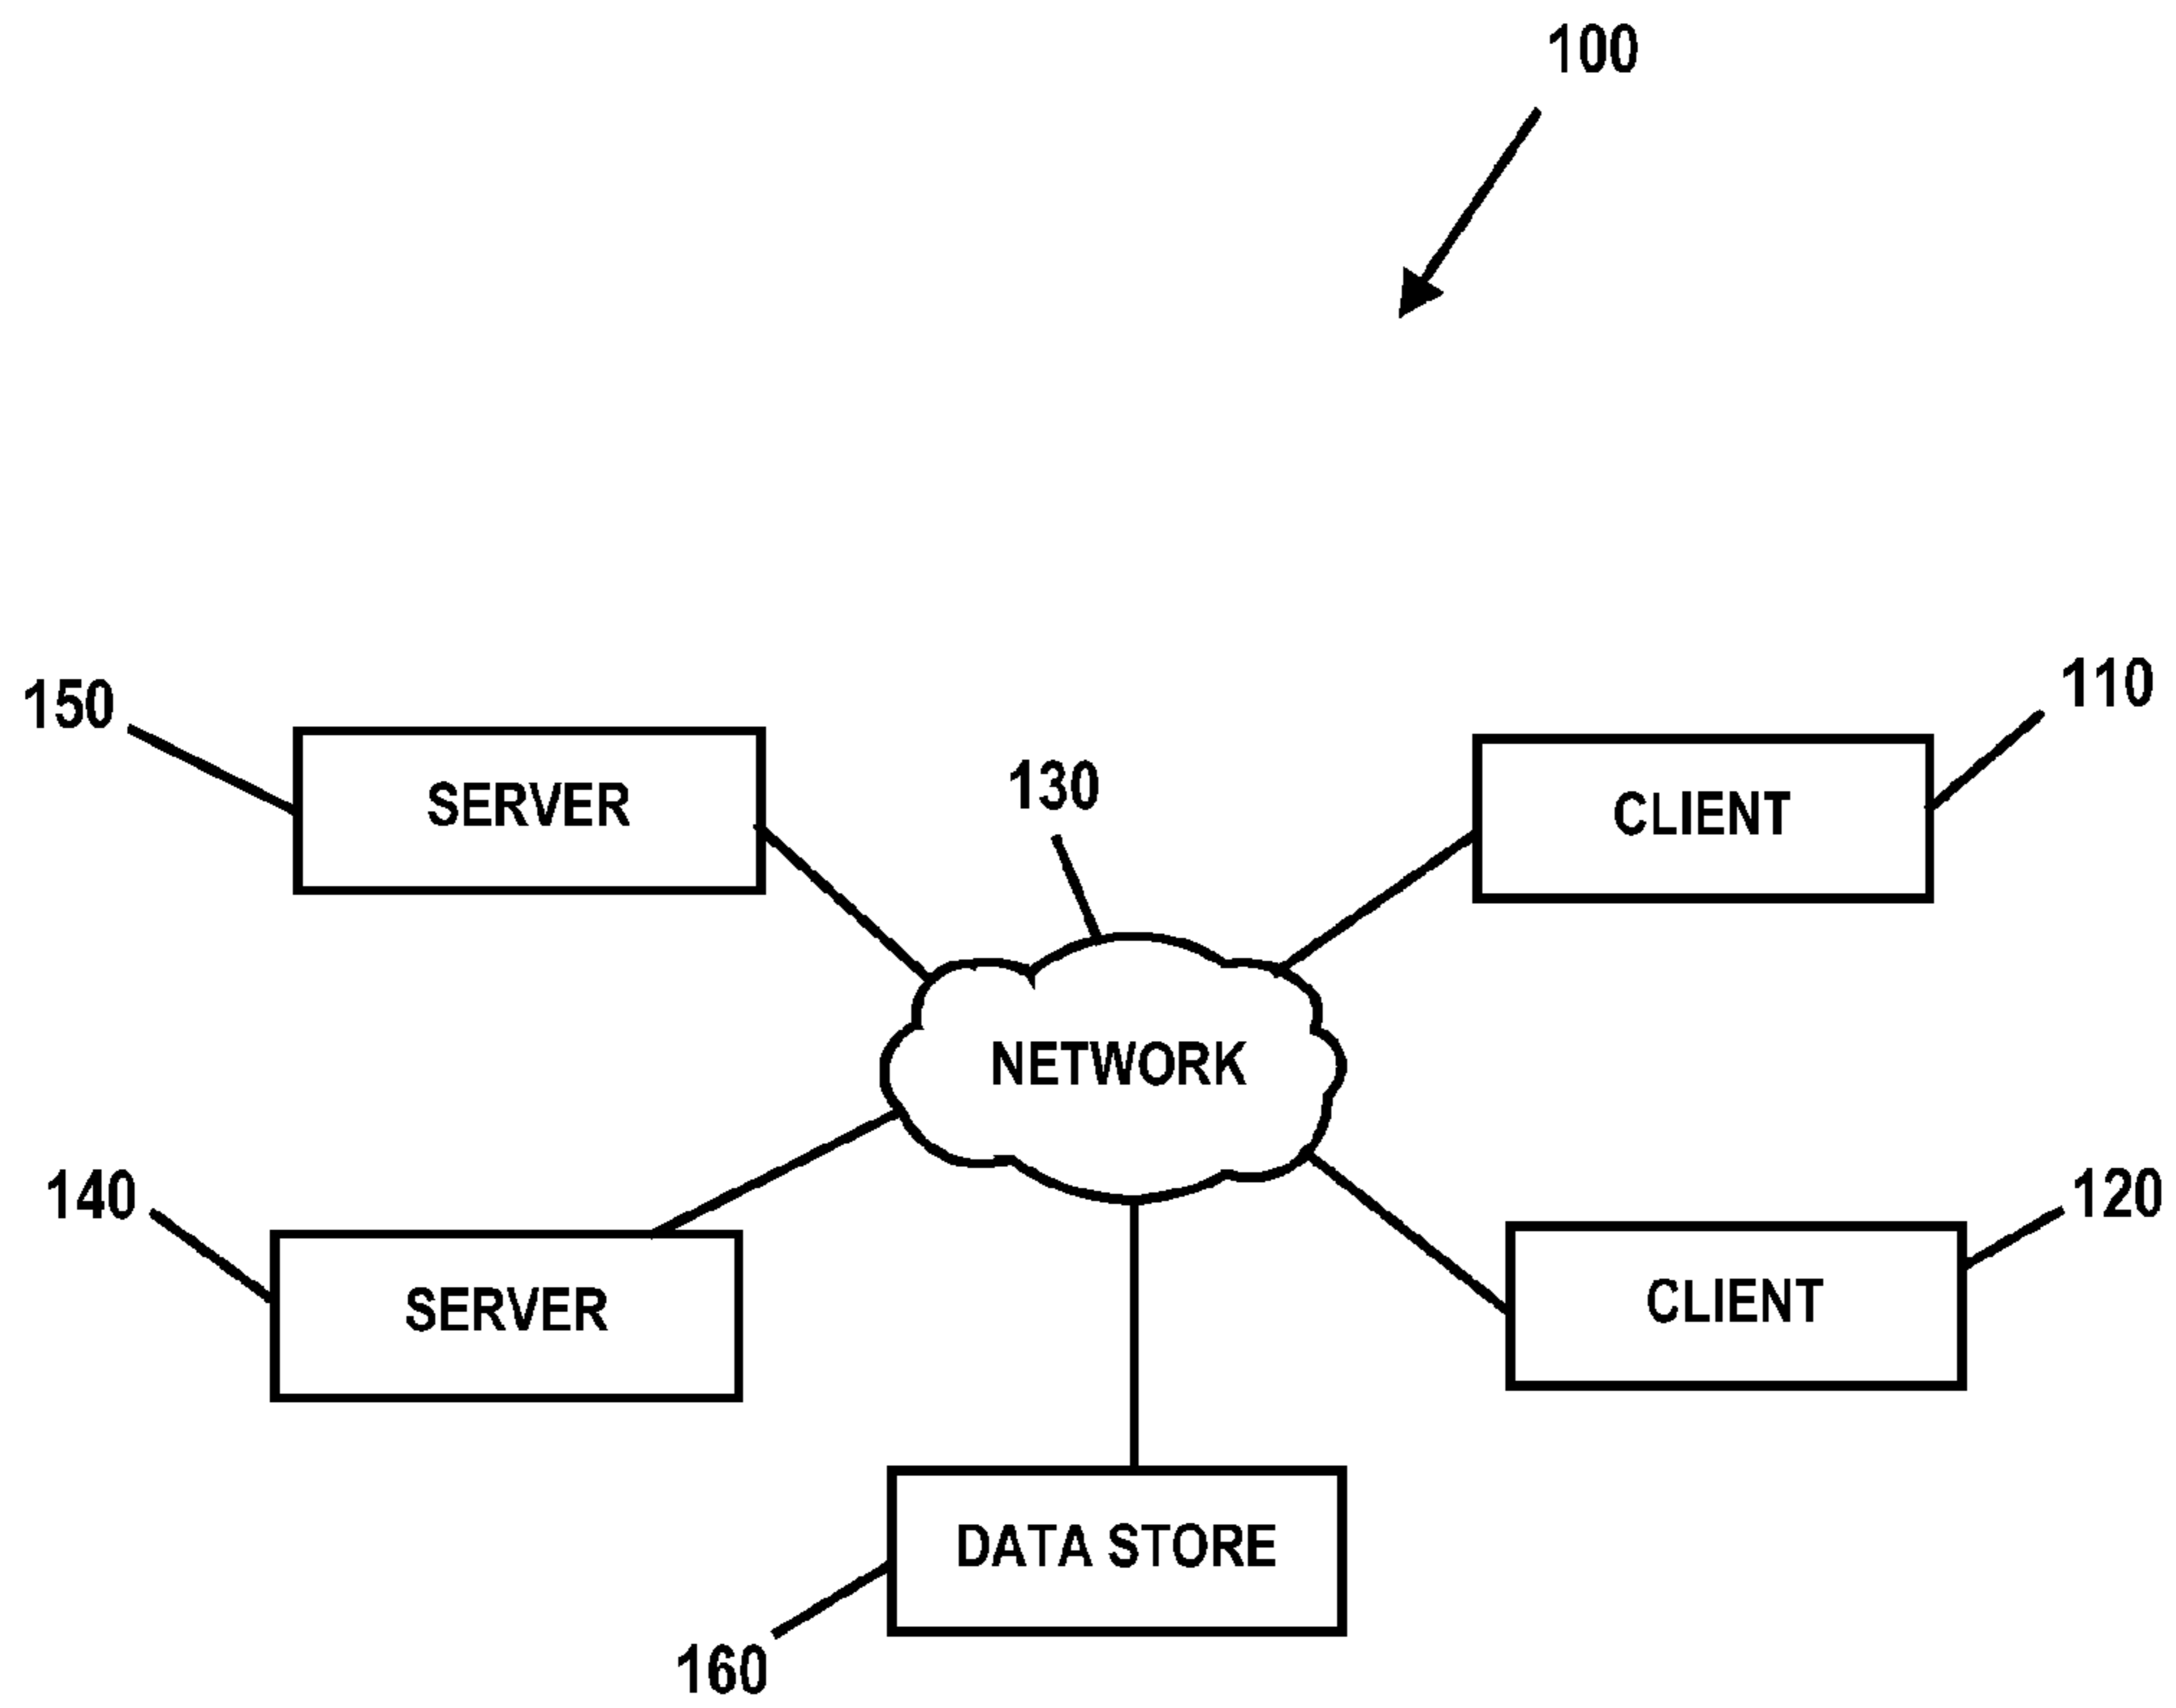 100
110
150
130
SERVER
CLIENT
NETWORK
140
120
SERVER
CLIENT
DATA STORE
160